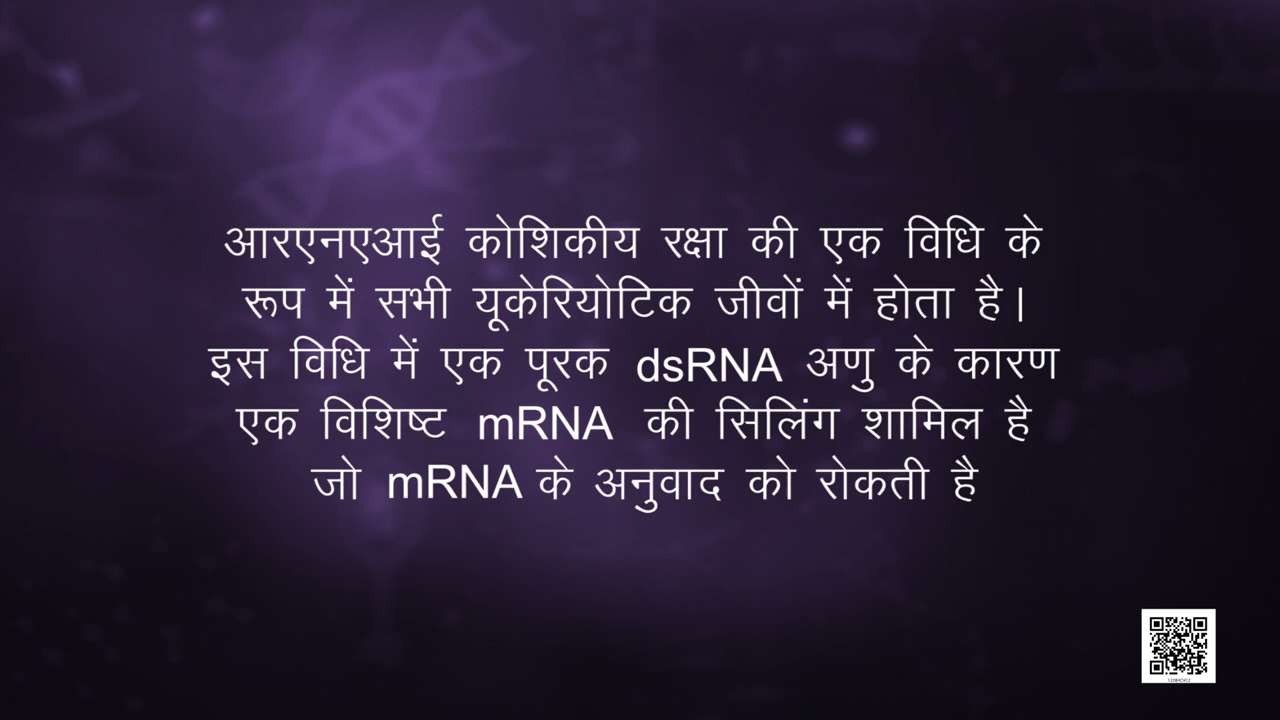 आरएनएआई कोशिकीय रक्षा की एक विधि के
रूप में सभी यूकेरियोटिक जीवों में होता है।
इस विधि में एक पूरक dsRNA अणु के कारण
एक विशिष्ट mRNA की सिलिंग शामिल है
जो mRNA के अनुवाद को रोकती है